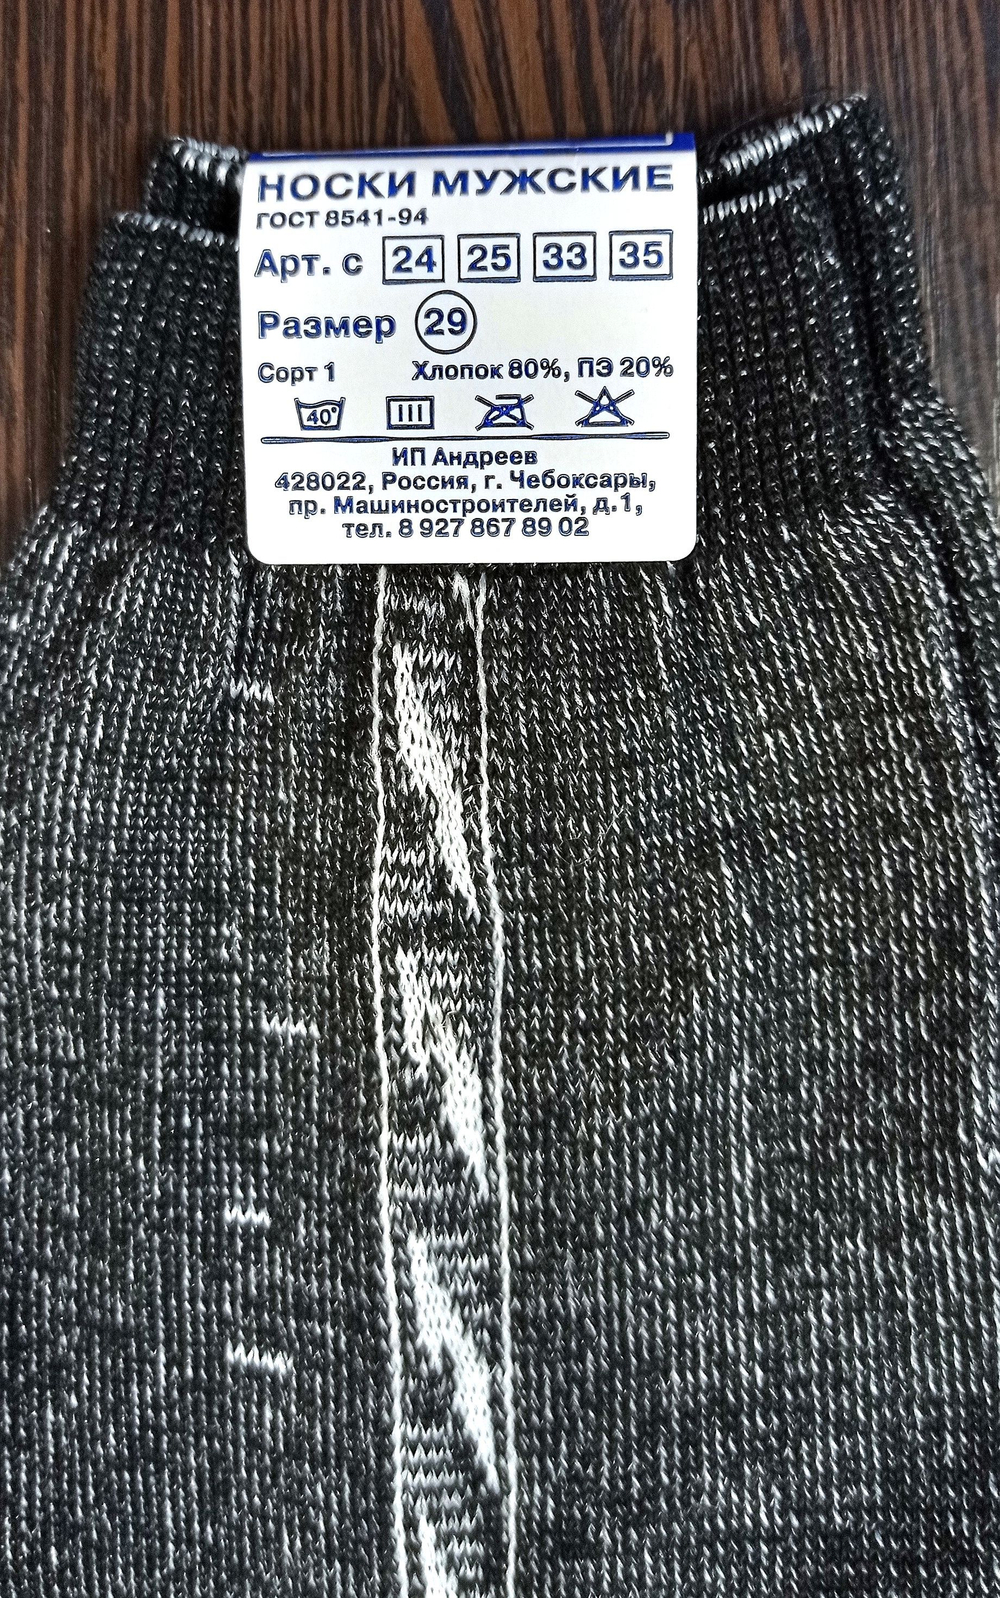 НОСКИ МУЖСКИЕ
ГОСТ 8541-94
Арт. с 24 25 33 35
Размер 29
Сорт 1 Хлопок 80%, ПЭ 20%
40°
ИП Андреев
428022, Россия, г. Чебоксары,
пр. Машиностроителей, д.1,
тел. 8 927 867 89 02